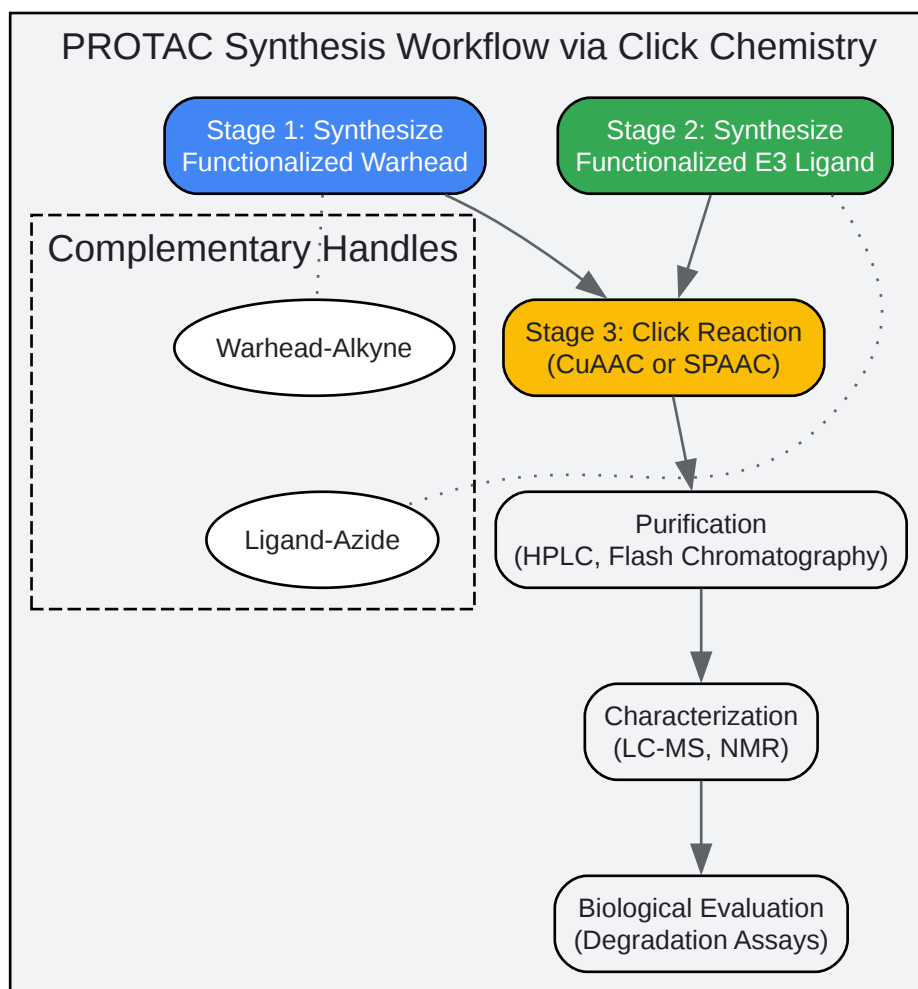 PROTAC Synthesis Workflow via Click Chemistry
Stage 1: Synthesize
Functionalized Warhead
Stage 2: Synthesize
Functionalized E3 Ligand
Complementary Handles
Warhead-Alkyne
Stage 3: Click Reaction
(CuAAC or SPAAC)
Ligand-Azide
Purification
(HPLC, Flash Chromatography)
Characterization
(LC-MS, NMR)
Biological Evaluation
(Degradation Assays)